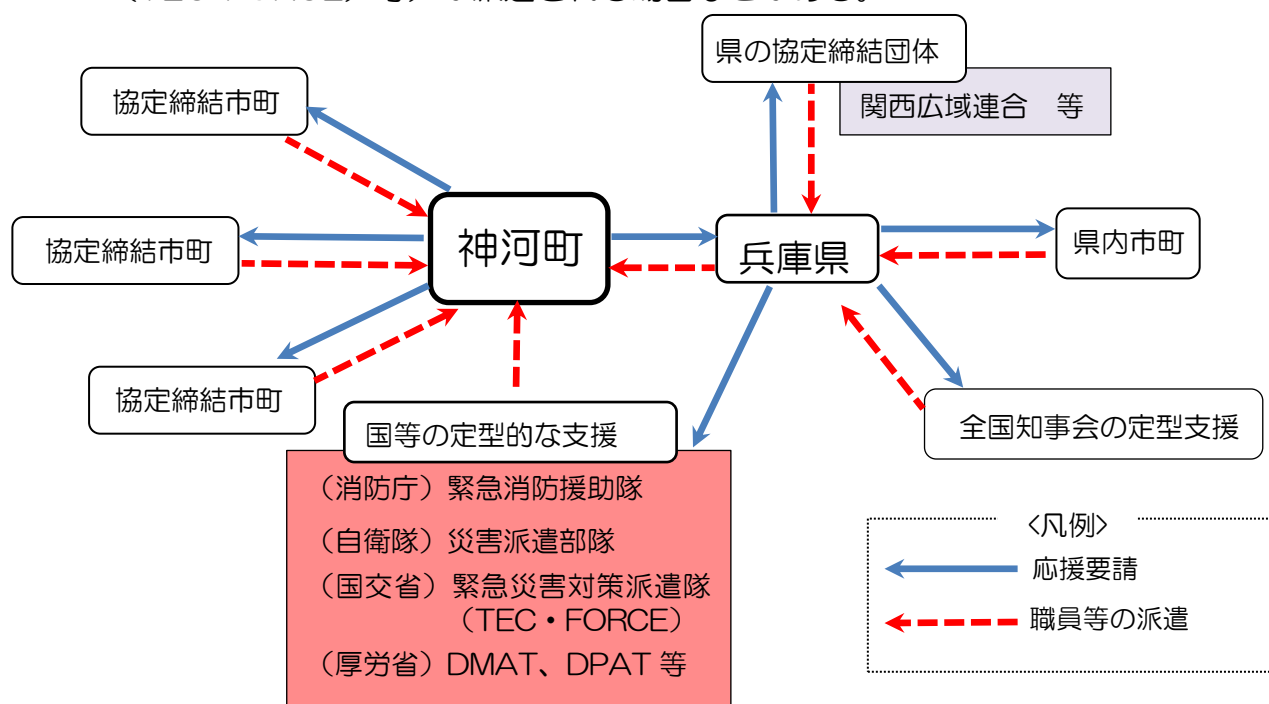 県の協定締結団体
関西広域連合　等
協定締結市町
協定締結市町
神河町
兵庫県
県内市町
協定締結市町
国等の定型的な支援
全国知事会の定型支援
（消防庁）緊急消防援助隊
（自衛隊）災害派遣部隊
（国交省）緊急災害対策派遣隊
（TEC・FORCE）
（厚労省）DMAT、DPAT 等
<凡例>
応援要請
職員等の派遣